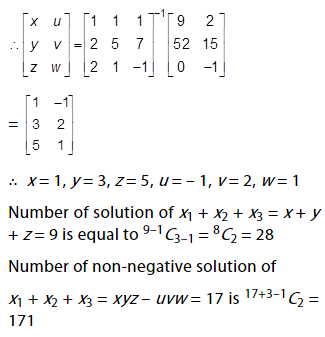 ∴ [x u; y v; z w] = [1 1 1; 2 5 7; 2 1 −1]⁻¹ [9 2; 52 15; 0 −1]
= [1 −1; 3 2; 5 1]
∴ x = 1, y = 3, z = 5, u = – 1, v = 2, w = 1
Number of solution of x₁ + x₂ + x₃ = x + y
+ z = 9 is equal to ⁹⁻¹C₃₋₁ = ⁸C₂ = 28
Number of non-negative solution of
x₁ + x₂ + x₃ = xyz – uvw = 17 is ¹⁷⁺³⁻¹C₂ =
171